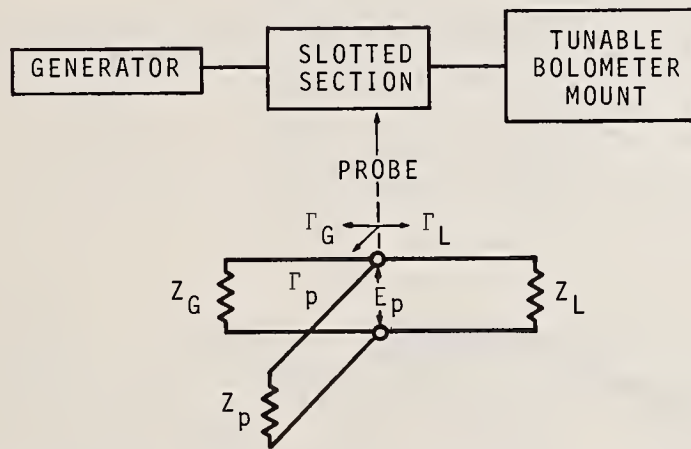 GENERATOR
SLOTTED
SECTION
TUNABLE
BOLOMETER
MOUNT
PROBE
Γ_G
Γ_L
Z_G
Γ_p
E_p
Z_L
Z_p